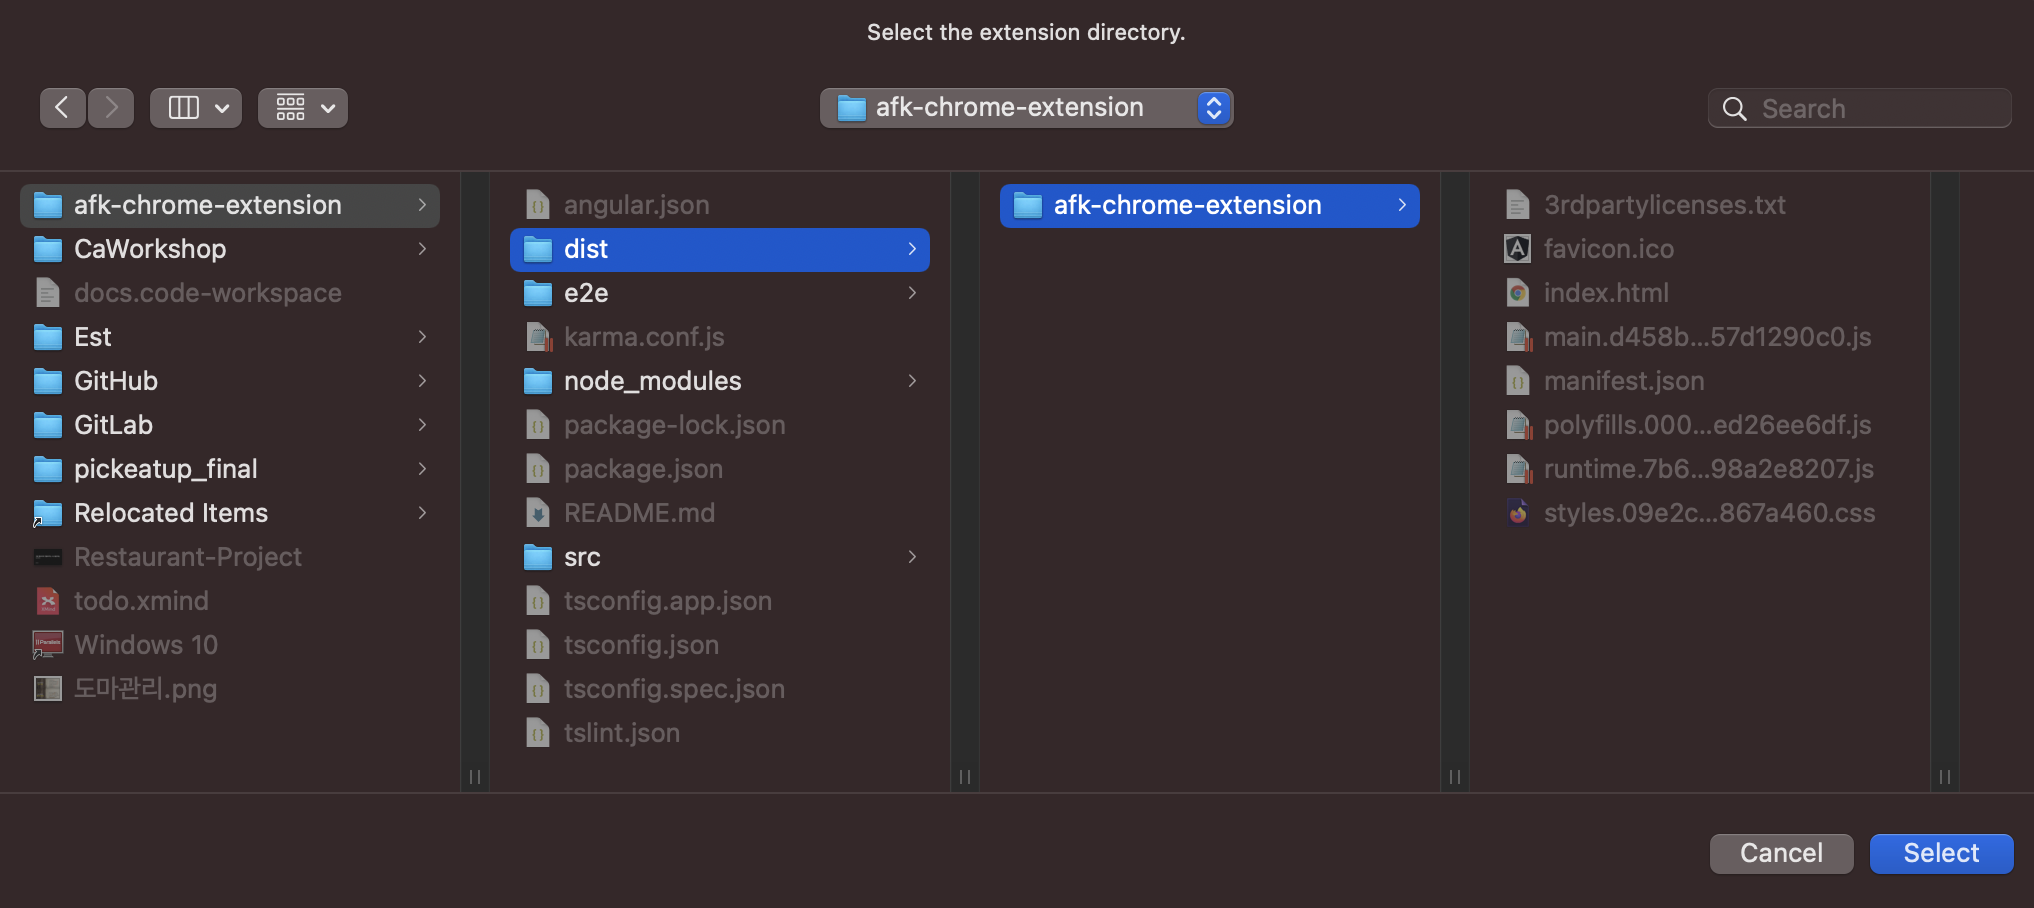 Select the extension directory.
afk-chrome-extension
Search
afk-chrome-extension
CaWorkshop
docs.code-workspace
Est
GitHub
GitLab
pickeatup_final
Relocated Items
Restaurant-Project
todo.xmind
Windows 10
도마관리.png
angular.json
dist
e2e
karma.conf.js
node_modules
package-lock.json
package.json
README.md
src
tsconfig.app.json
tsconfig.json
tsconfig.spec.json
tslint.json
afk-chrome-extension
3rdpartylicenses.txt
favicon.ico
index.html
main.d458b...57d1290c0.js
manifest.json
polyfills.000...ed26ee6df.js
runtime.7b6...98a2e8207.js
styles.09e2c...867a460.css
Cancel
Select